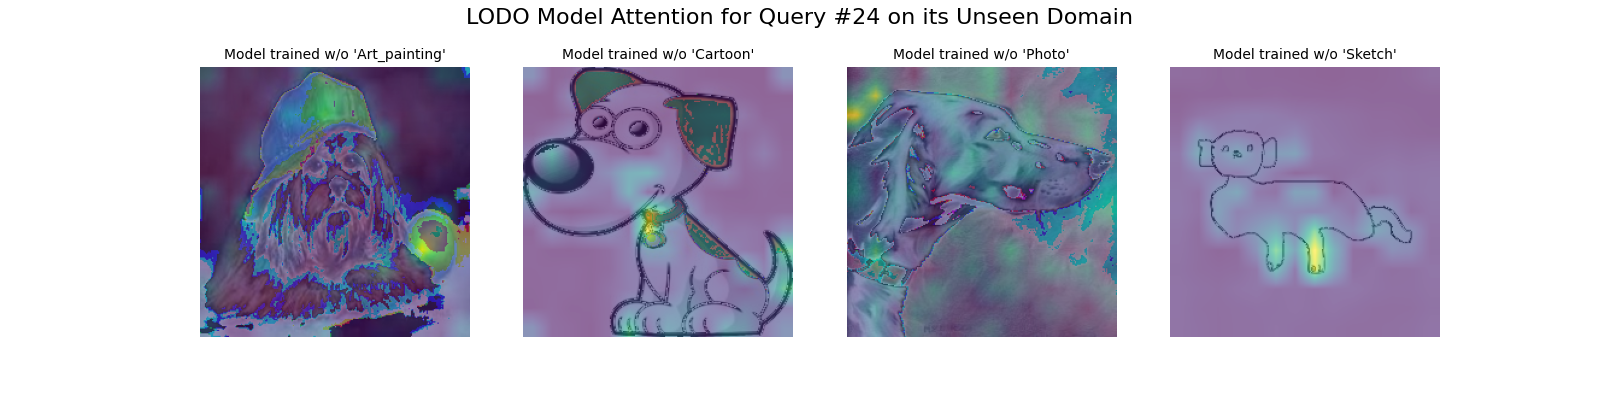 LODO Model Attention for Query #24 on its Unseen Domain
Model trained w/o 'Art_painting'
Model trained w/o 'Cartoon'
Model trained w/o 'Photo'
Model trained w/o 'Sketch'